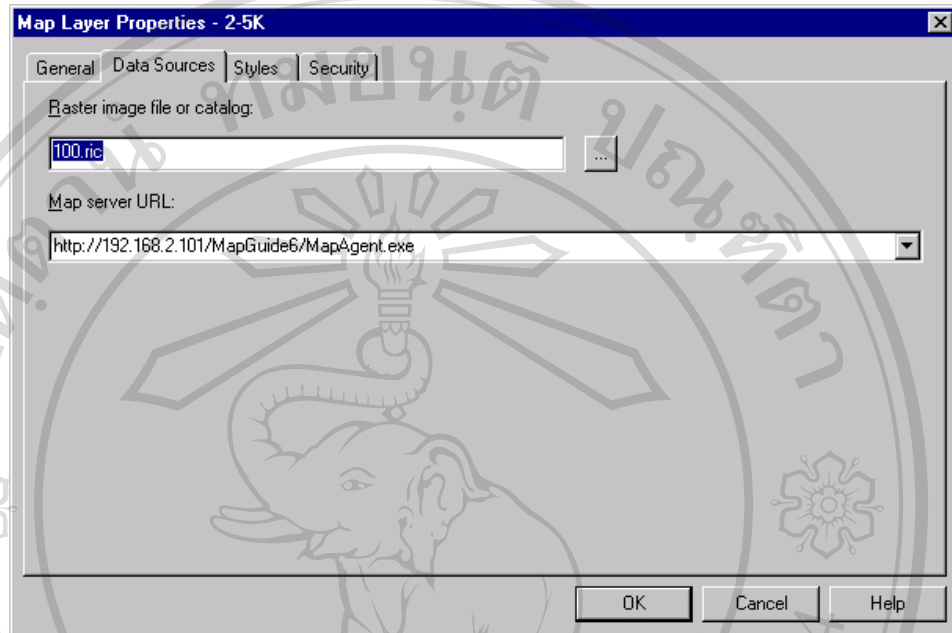 Map Layer Properties - 2-5K
General Data Sources Styles Security
Raster image file or catalog:
100.ric
...
Map server URL:
http://192.168.2.101/MapGuide6/MapAgent.exe
OK Cancel Help